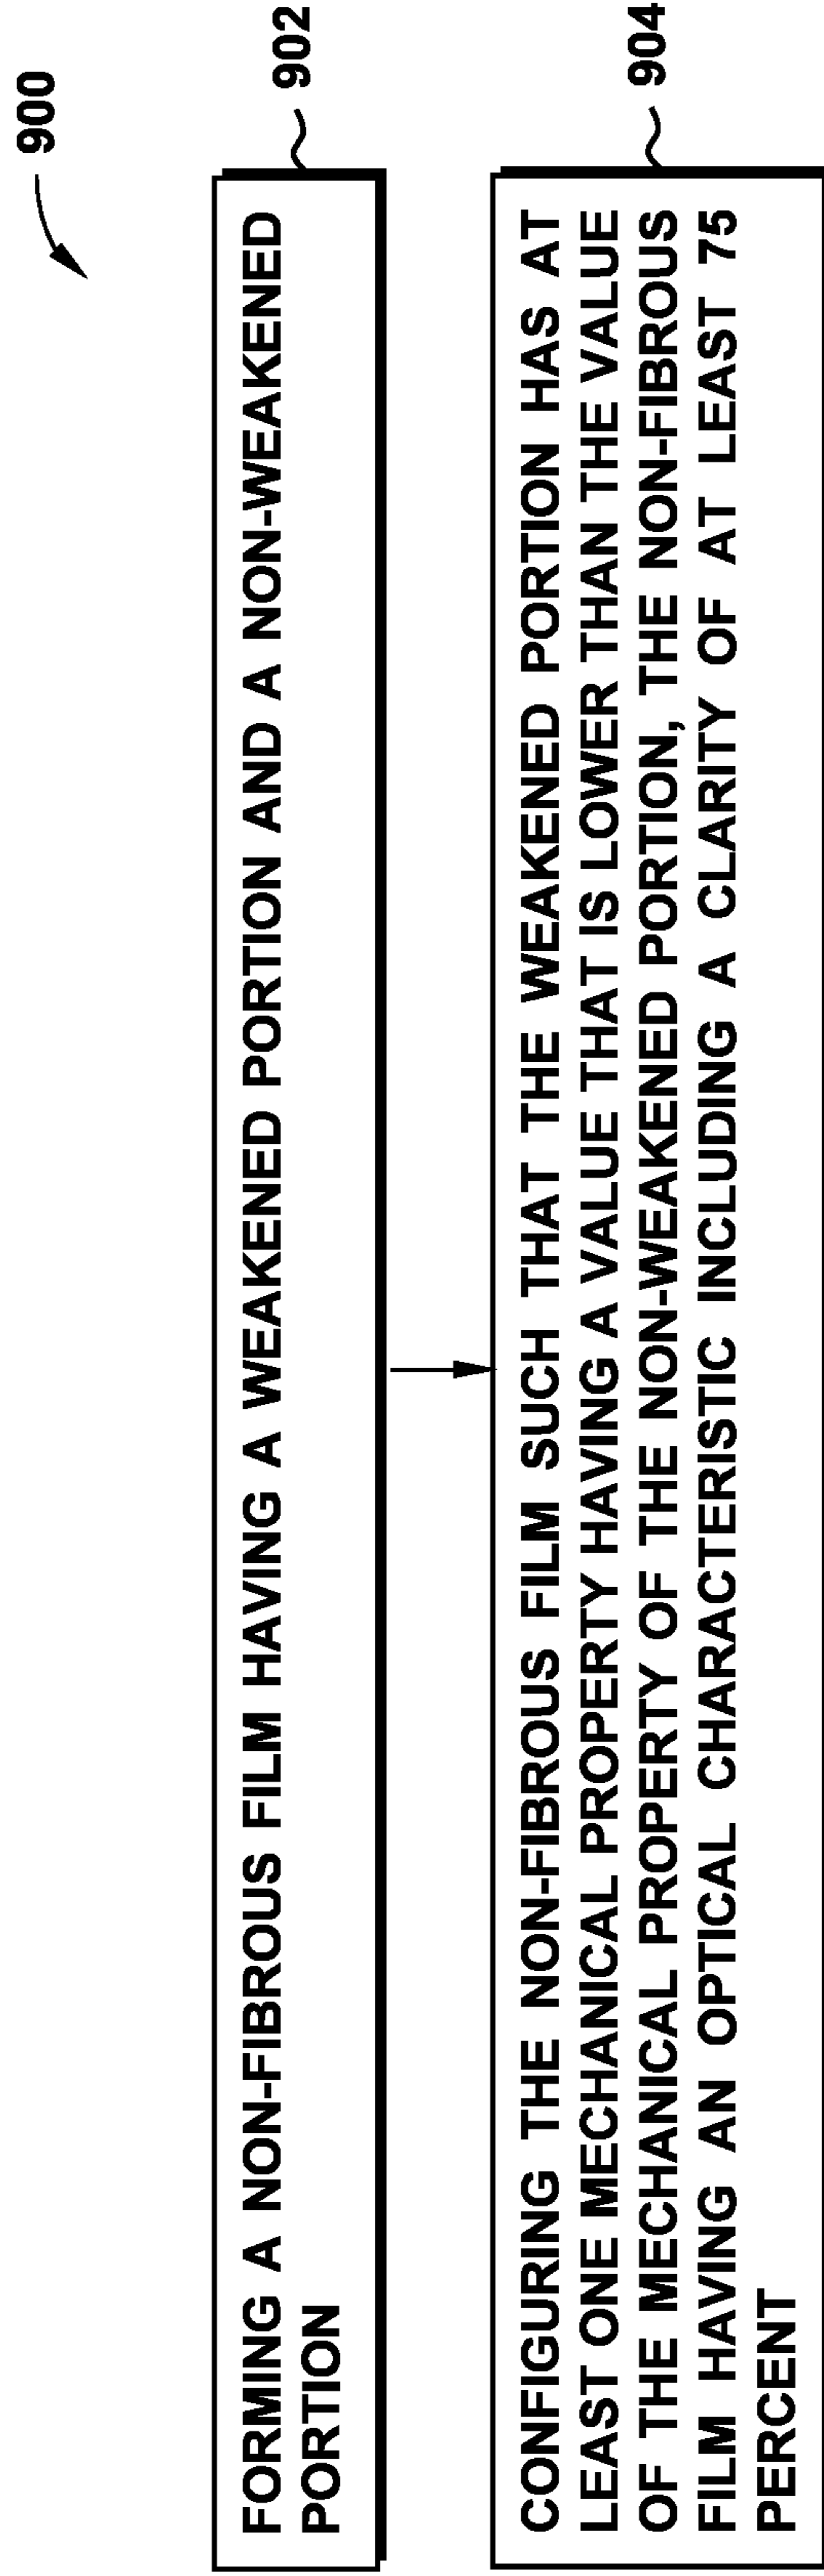 900
902
FORMING A NON-FIBROUS FILM HAVING A WEAKENED PORTION AND A NON-WEAKENED
PORTION
904
CONFIGURING THE NON-FIBROUS FILM SUCH THAT THE WEAKENED PORTION HAS AT
LEAST ONE MECHANICAL PROPERTY HAVING A VALUE THAT IS LOWER THAN THE VALUE
OF THE MECHANICAL PROPERTY OF THE NON-WEAKENED PORTION, THE NON-FIBROUS
FILM HAVING AN OPTICAL CHARACTERISTIC INCLUDING A CLARITY OF AT LEAST 75
PERCENT